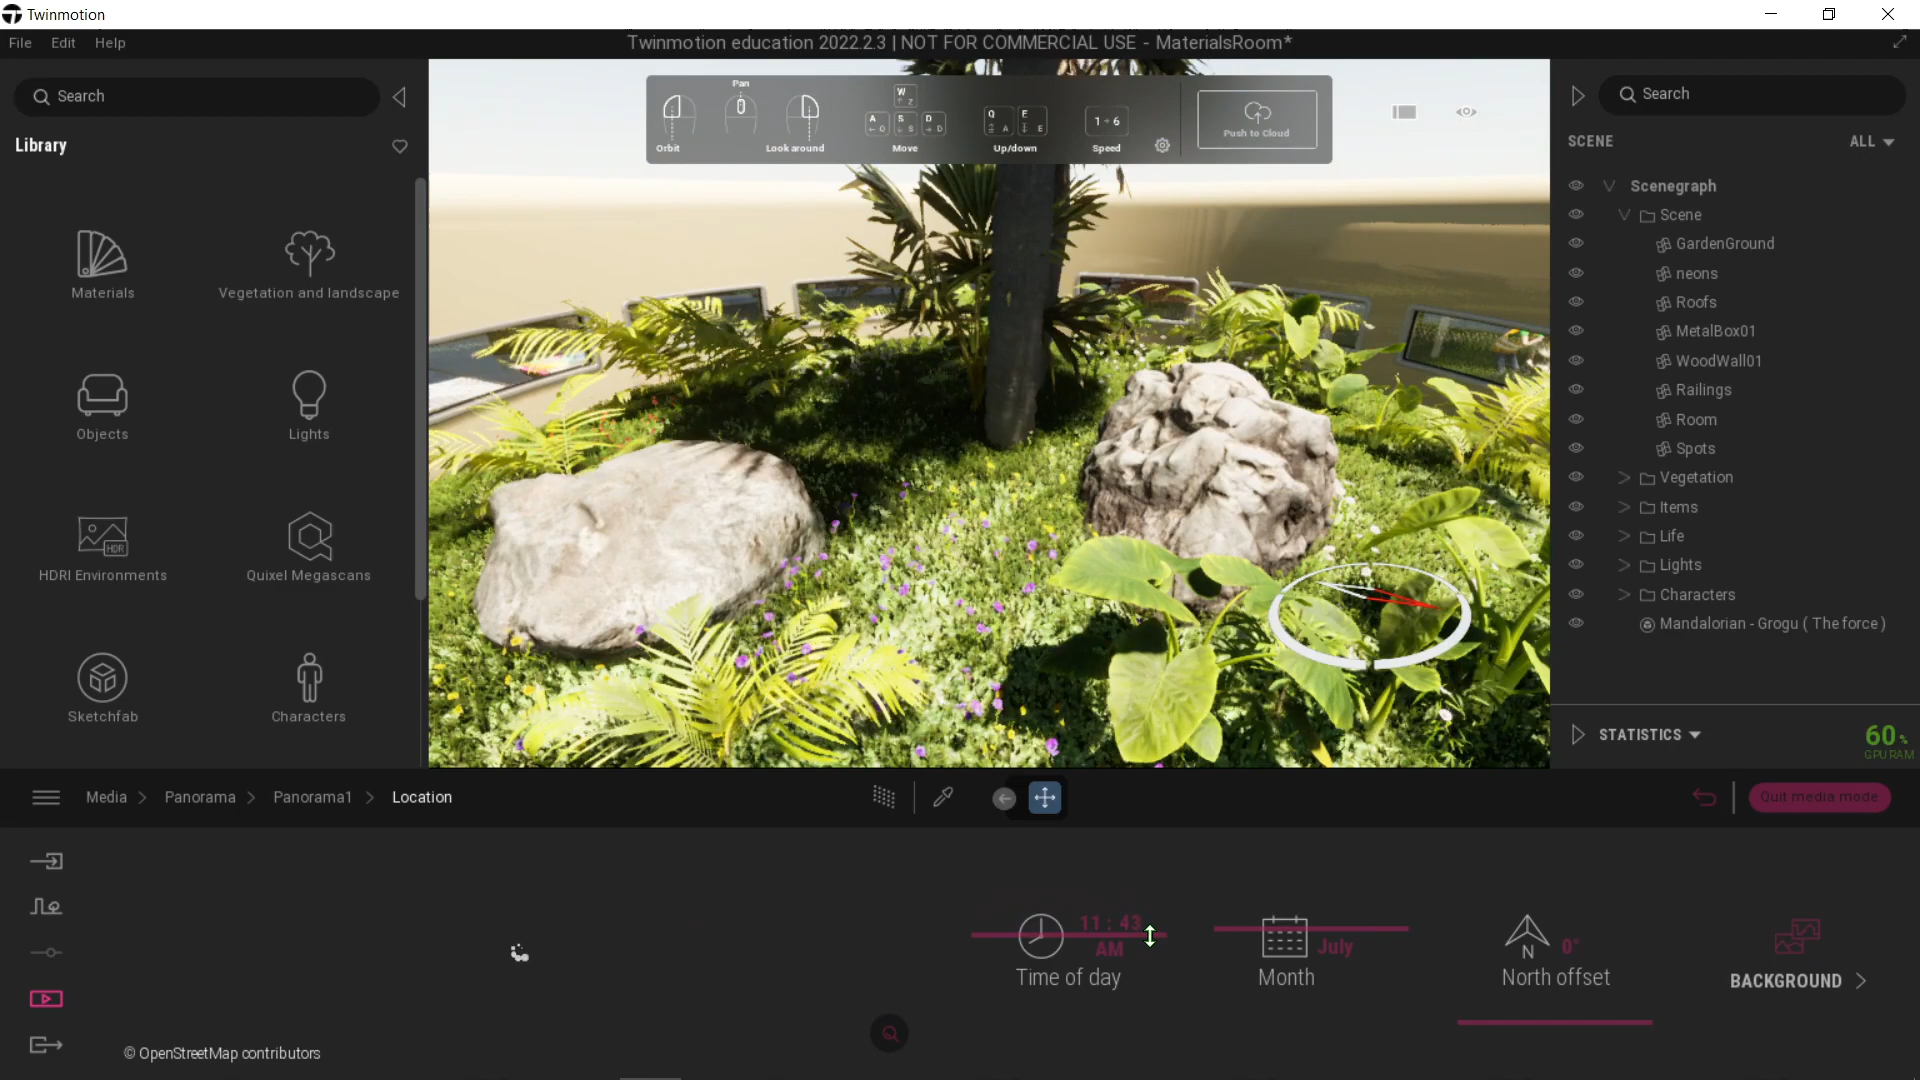 Twinmotion
File Edit Help
Twinmotion education 2022.2.3 | NOT FOR COMMERCIAL USE - MaterialsRoom*
Search
Library
Materials
Vegetation and landscape
Objects
Lights
HDR
HDRI Environments
Quixel Megascans
Sketchfab
Characters
Pan
Orbit
Look around
W
Z
A
Q
S
S
D
D
Move
Q
A
E
E
Up/down
1 - 6
Speed
Push to Cloud
Search
SCENE
ALL
Scenegraph
Scene
GardenGround
neons
Roofs
MetalBox01
WoodWall01
Railings
Room
Spots
Vegetation
Items
Life
Lights
Characters
Mandalorian - Grogu ( The force )
STATISTICS
60 %
GPU RAM
Media > Panorama > Panorama1 > Location
Quit media mode
11 : 43
AM
Time of day
July
Month
N
0°
North offset
BACKGROUND
© OpenStreetMap contributors